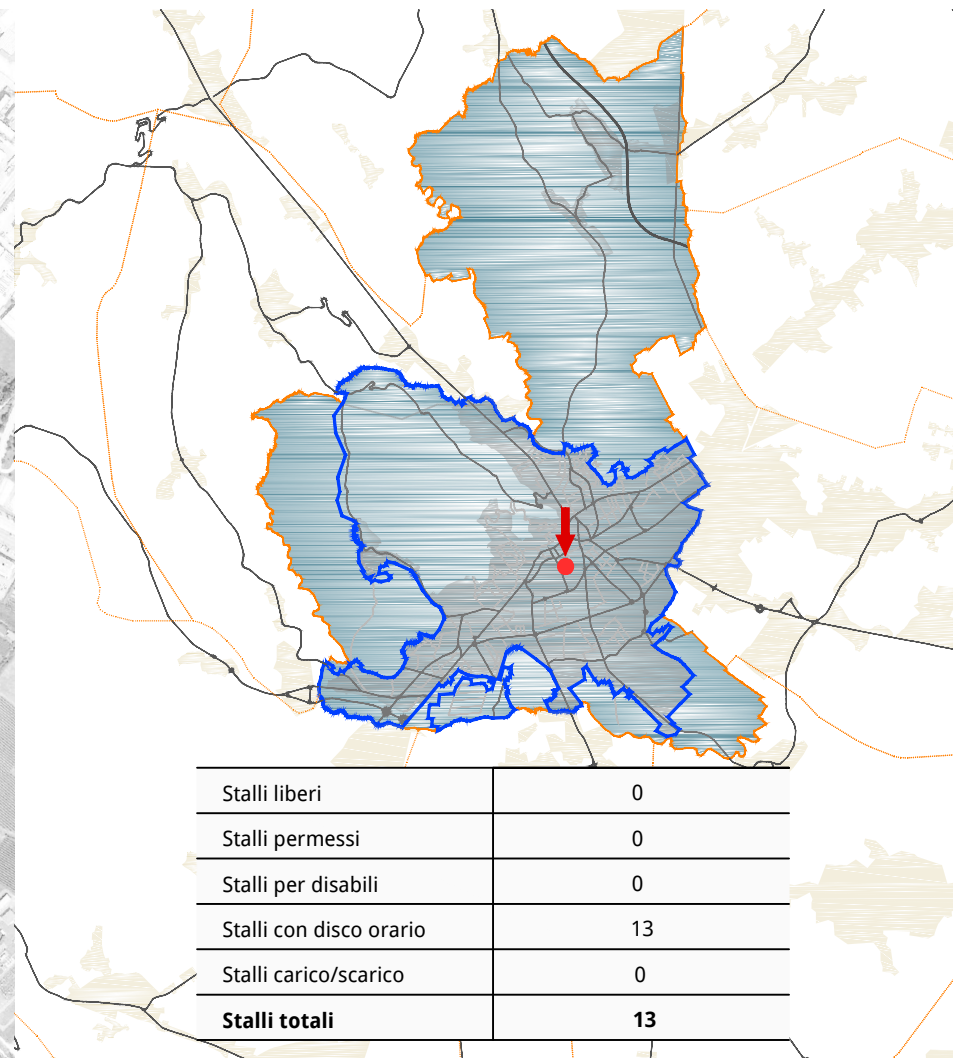 Stalli liberi 0
Stalli permessi 0
Stalli per disabili 0
Stalli con disco orario 13
Stalli carico/scarico 0
Stalli totali 13